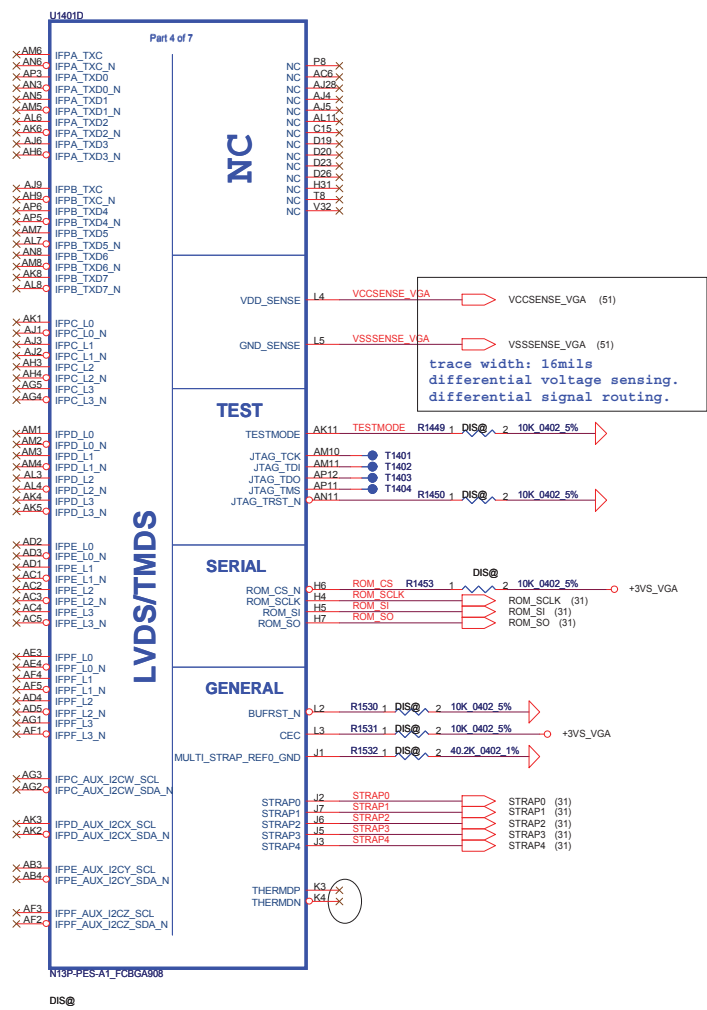 U1401D
Part 4 of 7
AM6 IFPA_TXC
AN6 IFPA_TXC_N
AP3 IFPA_TXD0
AN3 IFPA_TXD0_N
AN5 IFPA_TXD1
AM5 IFPA_TXD1_N
AL6 IFPA_TXD2
AK6 IFPA_TXD2_N
AJ6 IFPA_TXD3
AH6 IFPA_TXD3_N
AJ9 IFPB_TXC
AH9 IFPB_TXC_N
AP6 IFPB_TXD4
AP5 IFPB_TXD4_N
AM7 IFPB_TXD5
AL7 IFPB_TXD5_N
AN8 IFPB_TXD6
AM8 IFPB_TXD6_N
AK8 IFPB_TXD7
AL8 IFPB_TXD7_N
AK1 IFPC_L0
AJ1 IFPC_L0_N
AJ3 IFPC_L1
AJ2 IFPC_L1_N
AH3 IFPC_L2
AH4 IFPC_L2_N
AG5 IFPC_L3
AG4 IFPC_L3_N
AM1 IFPD_L0
AM2 IFPD_L0_N
AM3 IFPD_L1
AM4 IFPD_L1_N
AL3 IFPD_L2
AL4 IFPD_L2_N
AK4 IFPD_L3
AK5 IFPD_L3_N
AD2 IFPE_L0
AD3 IFPE_L0_N
AD1 IFPE_L1
AC1 IFPE_L1_N
AC2 IFPE_L2
AC3 IFPE_L2_N
AC4 IFPE_L3
AC5 IFPE_L3_N
AE3 IFPF_L0
AE4 IFPF_L0_N
AF4 IFPF_L1
AF5 IFPF_L1_N
AD4 IFPF_L2
AD5 IFPF_L2_N
AG1 IFPF_L3
AF1 IFPF_L3_N
AG3 IFPC_AUX_I2CW_SCL
AG2 IFPC_AUX_I2CW_SDA_N
AK3 IFPD_AUX_I2CX_SCL
AK2 IFPD_AUX_I2CX_SDA_N
AB3 IFPE_AUX_I2CY_SCL
AB4 IFPE_AUX_I2CY_SDA_N
AF3 IFPF_AUX_I2CZ_SCL
AF2 IFPF_AUX_I2CZ_SDA_N
LVDS/TMDS
NC
NC P8
NC AC6
NC AJ28
NC AJ4
NC AJ5
NC AL11
NC C15
NC D19
NC D20
NC D23
NC D26
NC H31
NC T8
NC V32
VDD_SENSE L4 VCCSENSE_VGA VCCSENSE_VGA (51)
GND_SENSE L5 VSSSENSE_VGA VSSSENSE_VGA (51)
trace width: 16mils
differential voltage sensing.
differential signal routing.
TEST
TESTMODE AK11 TESTMODE R1449 1 DIS@ 2 10K_0402_5%
JTAG_TCK AM10 T1401
JTAG_TDI AM11 T1402
JTAG_TDO AP12 T1403
JTAG_TMS AP11 T1404
JTAG_TRST_N AN11 R1450 1 DIS@ 2 10K_0402_5%
SERIAL
ROM_CS_N H6 ROM_CS R1453 1 DIS@ 2 10K_0402_5% +3VS_VGA
ROM_SCLK H4 ROM_SCLK ROM_SCLK (31)
ROM_SI H5 ROM_SI ROM_SI (31)
ROM_SO H7 ROM_SO ROM_SO (31)
GENERAL
BUFRST_N L2 R1530 1 DIS@ 2 10K_0402_5%
CEC L3 R1531 1 DIS@ 2 10K_0402_5% +3VS_VGA
MULTI_STRAP_REF0_GND J1 R1532 1 DIS@ 2 40.2K_0402_1%
STRAP0 J2 STRAP0 STRAP0 (31)
STRAP1 J7 STRAP1 STRAP1 (31)
STRAP2 J6 STRAP2 STRAP2 (31)
STRAP3 J5 STRAP3 STRAP3 (31)
STRAP4 J3 STRAP4 STRAP4 (31)
THERMDP K3
THERMDN K4
N13P-PES-A1_FCBGA908
DIS@